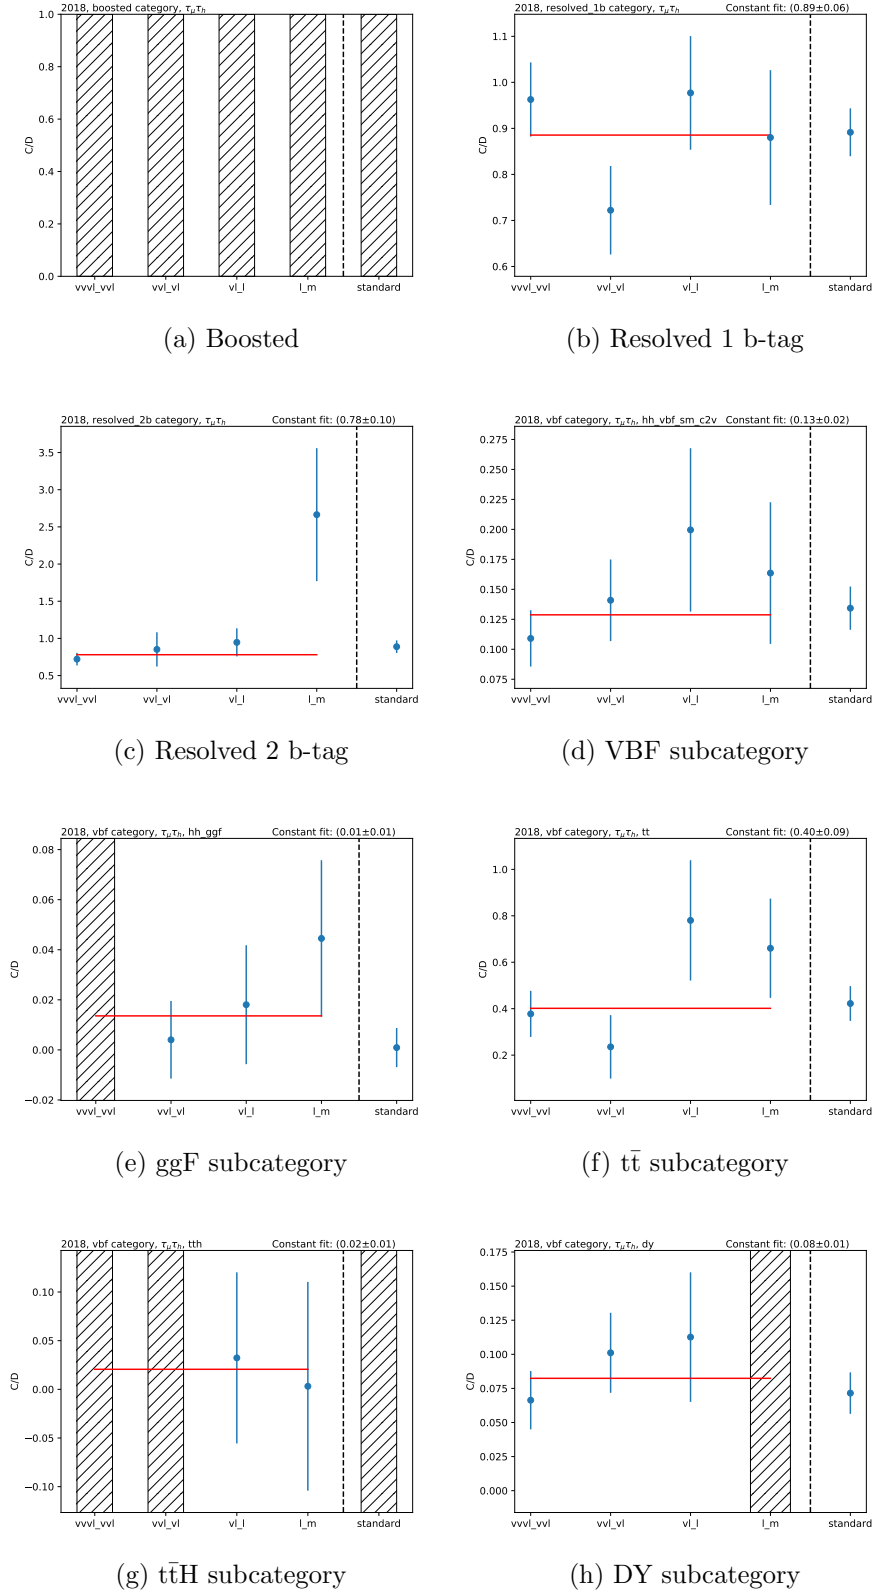 2018, boosted category, τμτh
1.0
0.8
0.6
0.4
0.2
0.0
C/D
vvvl_vvl vvl_vl vl_l l_m standard
(a) Boosted
2018, resolved_1b category, τμτh Constant fit: (0.89±0.06)
1.1
1.0
0.9
0.8
0.7
0.6
C/D
vvvl_vvl vvl_vl vl_l l_m standard
(b) Resolved 1 b-tag
2018, resolved_2b category, τμτh Constant fit: (0.78±0.10)
3.5
3.0
2.5
2.0
1.5
1.0
0.5
C/D
vvvl_vvl vvl_vl vl_l l_m standard
(c) Resolved 2 b-tag
2018, vbf category, τμτh, hh_vbf_sm_c2v Constant fit: (0.13±0.02)
0.275
0.250
0.225
0.200
0.175
0.150
0.125
0.100
0.075
C/D
vvvl_vvl vvl_vl vl_l l_m standard
(d) VBF subcategory
2018, vbf category, τμτh, hh_ggf Constant fit: (0.01±0.01)
0.08
0.06
0.04
0.02
0.00
−0.02
C/D
vvvl_vvl vvl_vl vl_l l_m standard
(e) ggF subcategory
2018, vbf category, τμτh, tt Constant fit: (0.40±0.09)
1.0
0.8
0.6
0.4
0.2
C/D
vvvl_vvl vvl_vl vl_l l_m standard
(f) tt̄ subcategory
2018, vbf category, τμτh, tth Constant fit: (0.02±0.01)
0.10
0.05
0.00
−0.05
−0.10
C/D
vvvl_vvl vvl_vl vl_l l_m standard
(g) tt̄H subcategory
2018, vbf category, τμτh, dy Constant fit: (0.08±0.01)
0.175
0.150
0.125
0.100
0.075
0.050
0.025
0.000
C/D
vvvl_vvl vvl_vl vl_l l_m standard
(h) DY subcategory